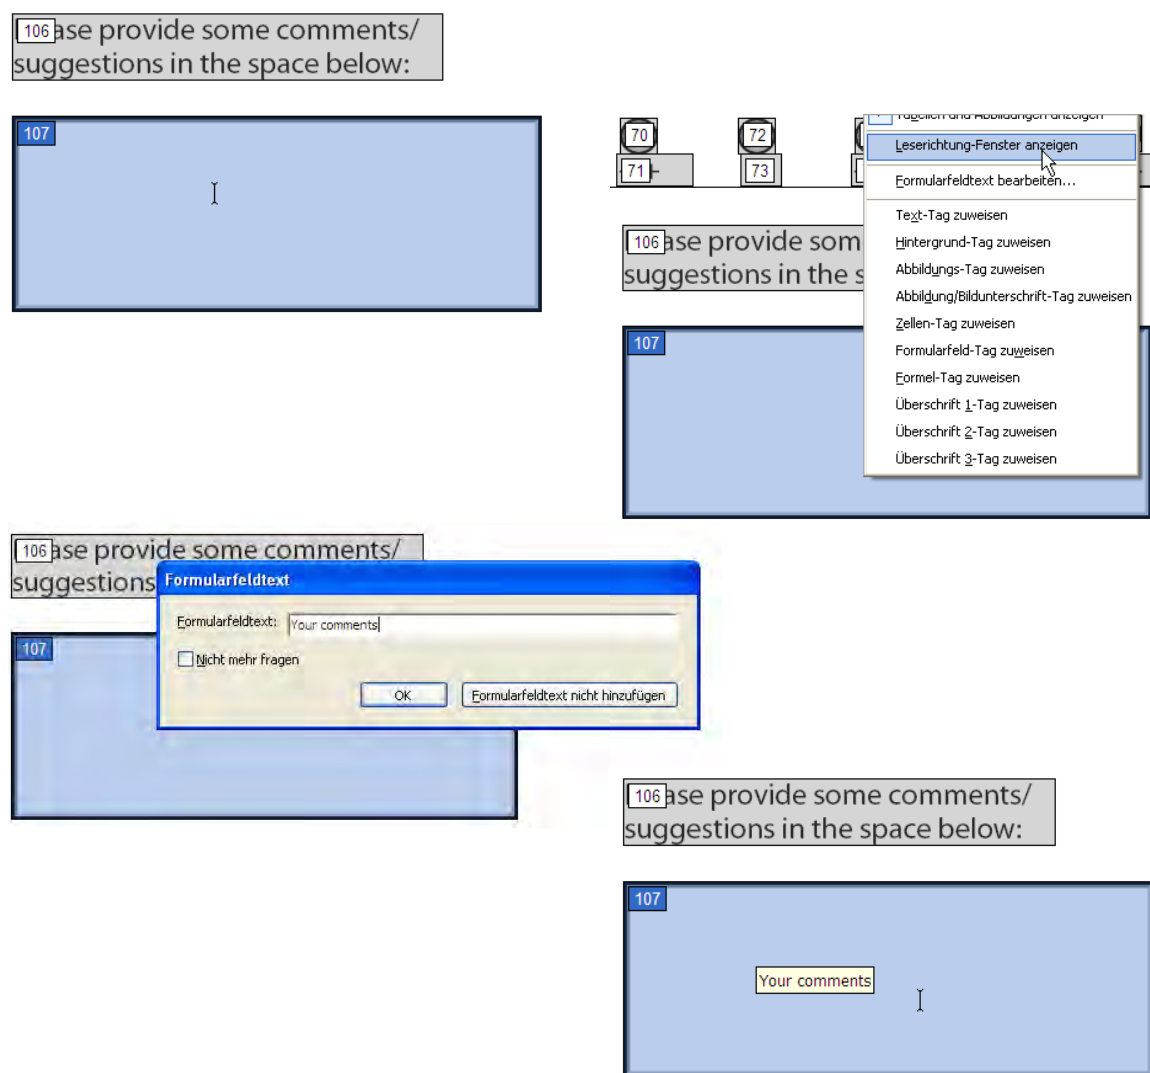 106 ase provide some comments/
suggestions in the space below:
107
70
72
71
73
Tabellen und Abbildungen anzeigen
Leserichtung-Fenster anzeigen
Formularfeldtext bearbeiten...
Text-Tag zuweisen
Hintergrund-Tag zuweisen
Abbildungs-Tag zuweisen
Abbildung/Bildunterschrift-Tag zuweisen
Zellen-Tag zuweisen
Formularfeld-Tag zuweisen
Formel-Tag zuweisen
Überschrift 1-Tag zuweisen
Überschrift 2-Tag zuweisen
Überschrift 3-Tag zuweisen
106 ase provide som
suggestions in the s
107
106 ase provide some comments/
suggestions
107
Formularfeldtext
Formularfeldtext: Your comments
Nicht mehr fragen
OK Formularfeldtext nicht hinzufügen
106 ase provide some comments/
suggestions in the space below:
107
Your comments